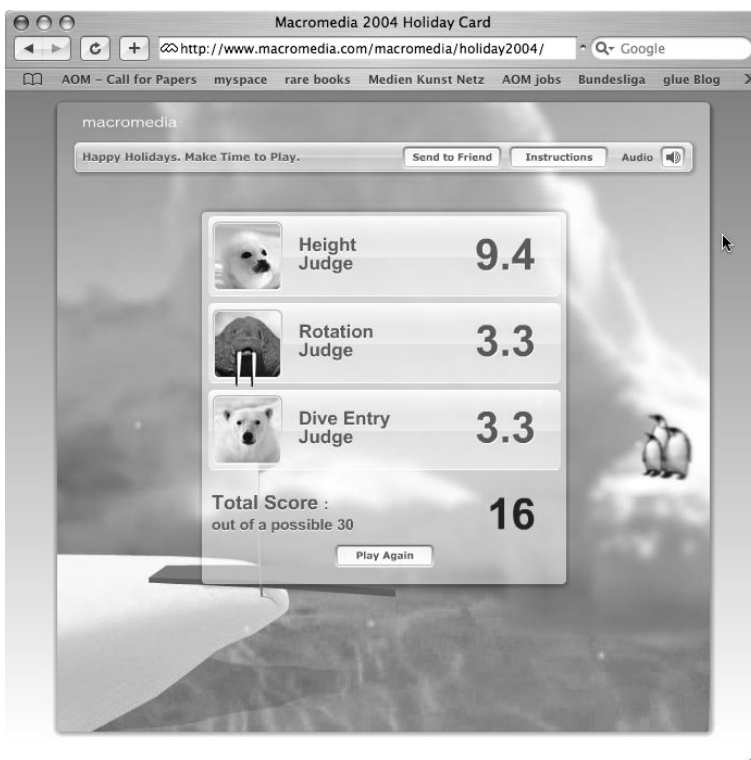 Macromedia 2004 Holiday Card
http://www.macromedia.com/macromedia/holiday2004/
Google
AOM – Call for Papers myspace rare books Medien Kunst Netz AOM jobs Bundesliga glue Blog
macromedia
Happy Holidays. Make Time to Play. Send to Friend Instructions Audio
Height
Judge
9.4
Rotation
Judge
3.3
Dive Entry
Judge
3.3
Total Score :
out of a possible 30
16
Play Again